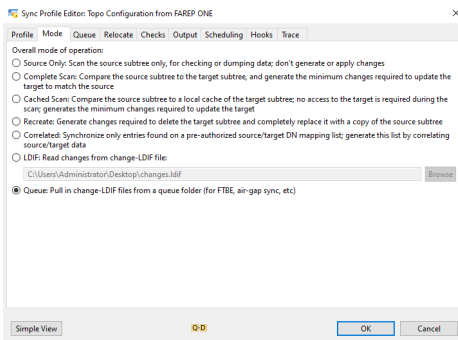 Sync Profile Editor: Topo Configuration from FAREP ONE
Profile Mode Queue Relocate Checks Output Scheduling Hooks Trace
Overall mode of operation:
Source Only: Scan the source subtree only, for checking or dumping data; don't generate or apply changes
Complete Scan: Compare the source subtree to the target subtree, and generate the minimum changes required to update the
target to match the source
Cached Scan: Compare the source subtree to a local cache of the target subtree; no access to the target is required during the
scan; generates the minimum changes required to update the target
Recreate: Generate changes required to delete the target subtree and completely replace it with a copy of the source subtree
Correlated: Synchronize only entries found on a pre-authorized source/target DN mapping list; generate this list by correlating
source/target data
LDIF: Read changes from change-LDIF file:
C:\Users\Administrator\Desktop\changes.ldif Browse
Queue: Pull in change-LDIF files from a queue folder (for FTBE, air-gap sync, etc)
Simple View Q-D OK Cancel